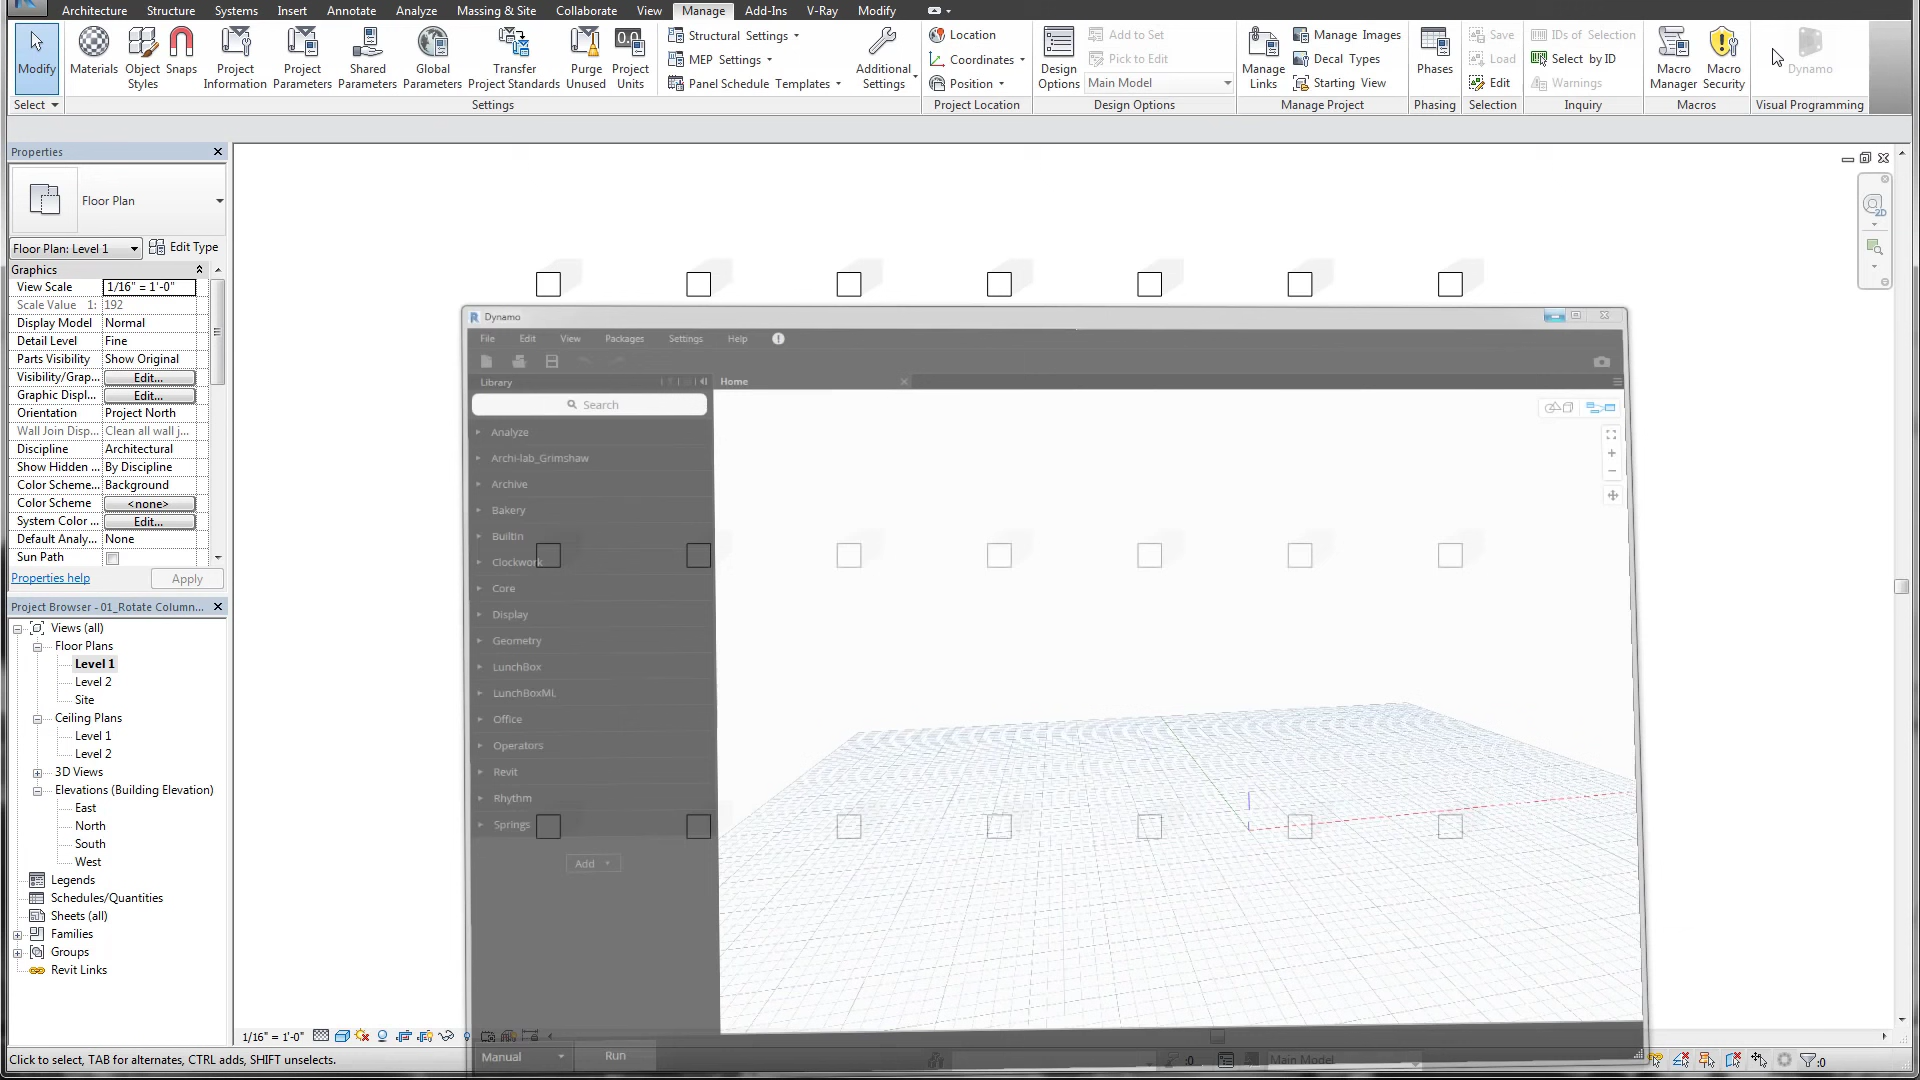 Architecture Structure Systems Insert Annotate Analyze Massing & Site Collaborate View Manage Add-Ins V-Ray Modify
Modify
Materials
Object Styles
Snaps
Project Information
Project Parameters
Shared Parameters
Global Parameters
Transfer Project Standards
Purge Unused
Project Units
Structural Settings
MEP Settings
Panel Schedule Templates
Additional Settings
Location
Coordinates
Position
Design Options
Add to Set
Pick to Edit
Main Model
Manage Links
Manage Images
Decal Types
Starting View
Phases
Save
Load
Edit
IDs of Selection
Select by ID
Warnings
Macro Manager
Macro Security
Dynamo
Select Settings Project Location Design Options Manage Project Phasing Selection Inquiry Macros Visual Programming
Properties
Floor Plan
Floor Plan: Level 1 Edit Type
Graphics
View Scale 1/16" = 1'-0"
Scale Value 1: 192
Display Model Normal
Detail Level Fine
Parts Visibility Show Original
Visibility/Grap... Edit...
Graphic Displ... Edit...
Orientation Project North
Wall Join Disp... Clean all wall j...
Discipline Architectural
Show Hidden ... By Discipline
Color Scheme... Background
Color Scheme <none>
System Color ... Edit...
Default Analy... None
Sun Path
Properties help Apply
Project Browser - 01_Rotate Column...
Views (all)
Floor Plans
Level 1
Level 2
Site
Ceiling Plans
Level 1
Level 2
3D Views
Elevations (Building Elevation)
East
North
South
West
Legends
Schedules/Quantities
Sheets (all)
Families
Groups
Revit Links
2D
Dynamo
File Edit View Packages Settings Help
Library Home
Search
Analyze
Archi-lab_Grimshaw
Archive
Bakery
BuiltIn
Clockwork
Core
Display
Geometry
LunchBox
LunchBoxML
Office
Operators
Revit
Rhythm
Springs
Add
Manual Run
1/16" = 1'-0"
Click to select, TAB for alternates, CTRL adds, SHIFT unselects.
:0 Main Model :0